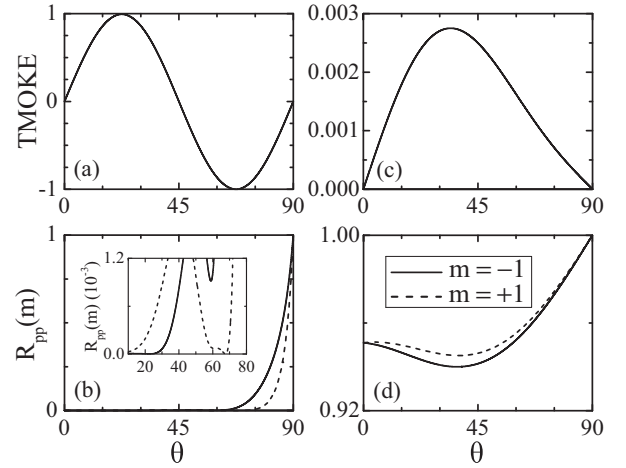 TMOKE
1
0
-1
(a)
0
45
90
0.003
0.002
0.001
0.000
(c)
0
45
90
R_pp(m)
1
0
(b)
R_pp(m) (10^-3)
1.2
0.0
20
40
60
80
0
45
90
θ
1.00
0.92
m = −1
m = +1
(d)
0
45
90
θ